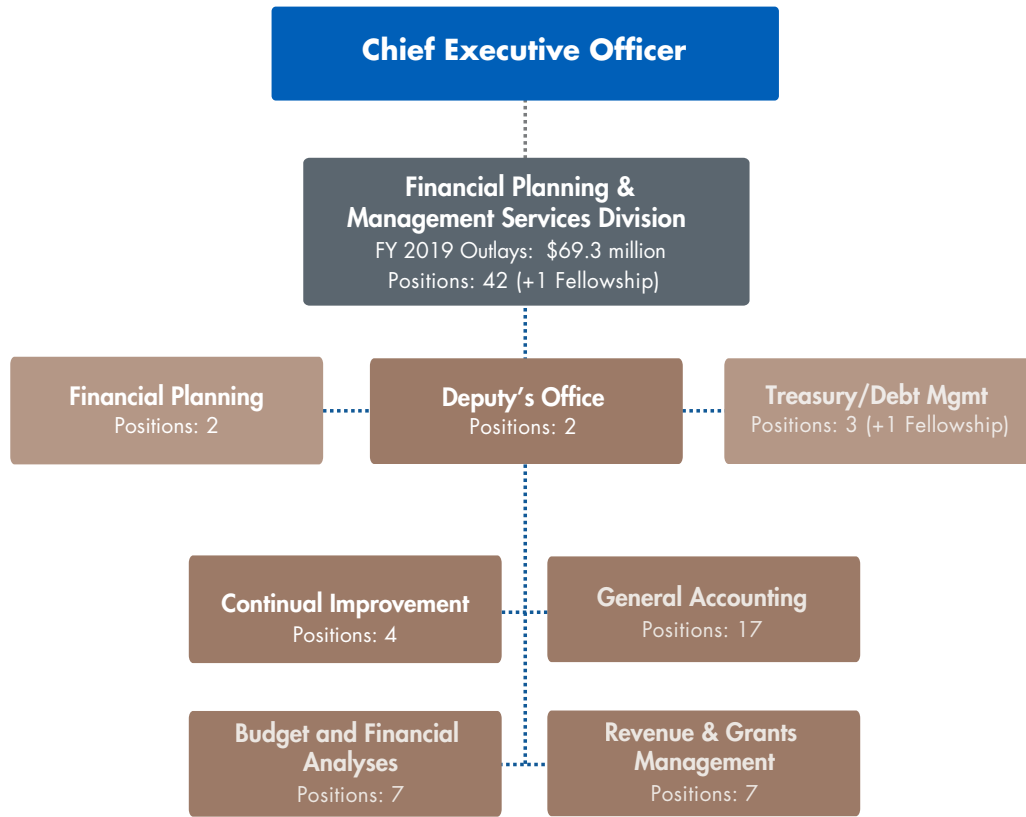 Chief Executive Officer
Financial Planning &
Management Services Division
FY 2019 Outlays: $69.3 million
Positions: 42 (+1 Fellowship)
Financial Planning
Positions: 2
Deputy’s Office
Positions: 2
Treasury/Debt Mgmt
Positions: 3 (+1 Fellowship)
Continual Improvement
Positions: 4
General Accounting
Positions: 17
Budget and Financial
Analyses
Positions: 7
Revenue & Grants
Management
Positions: 7